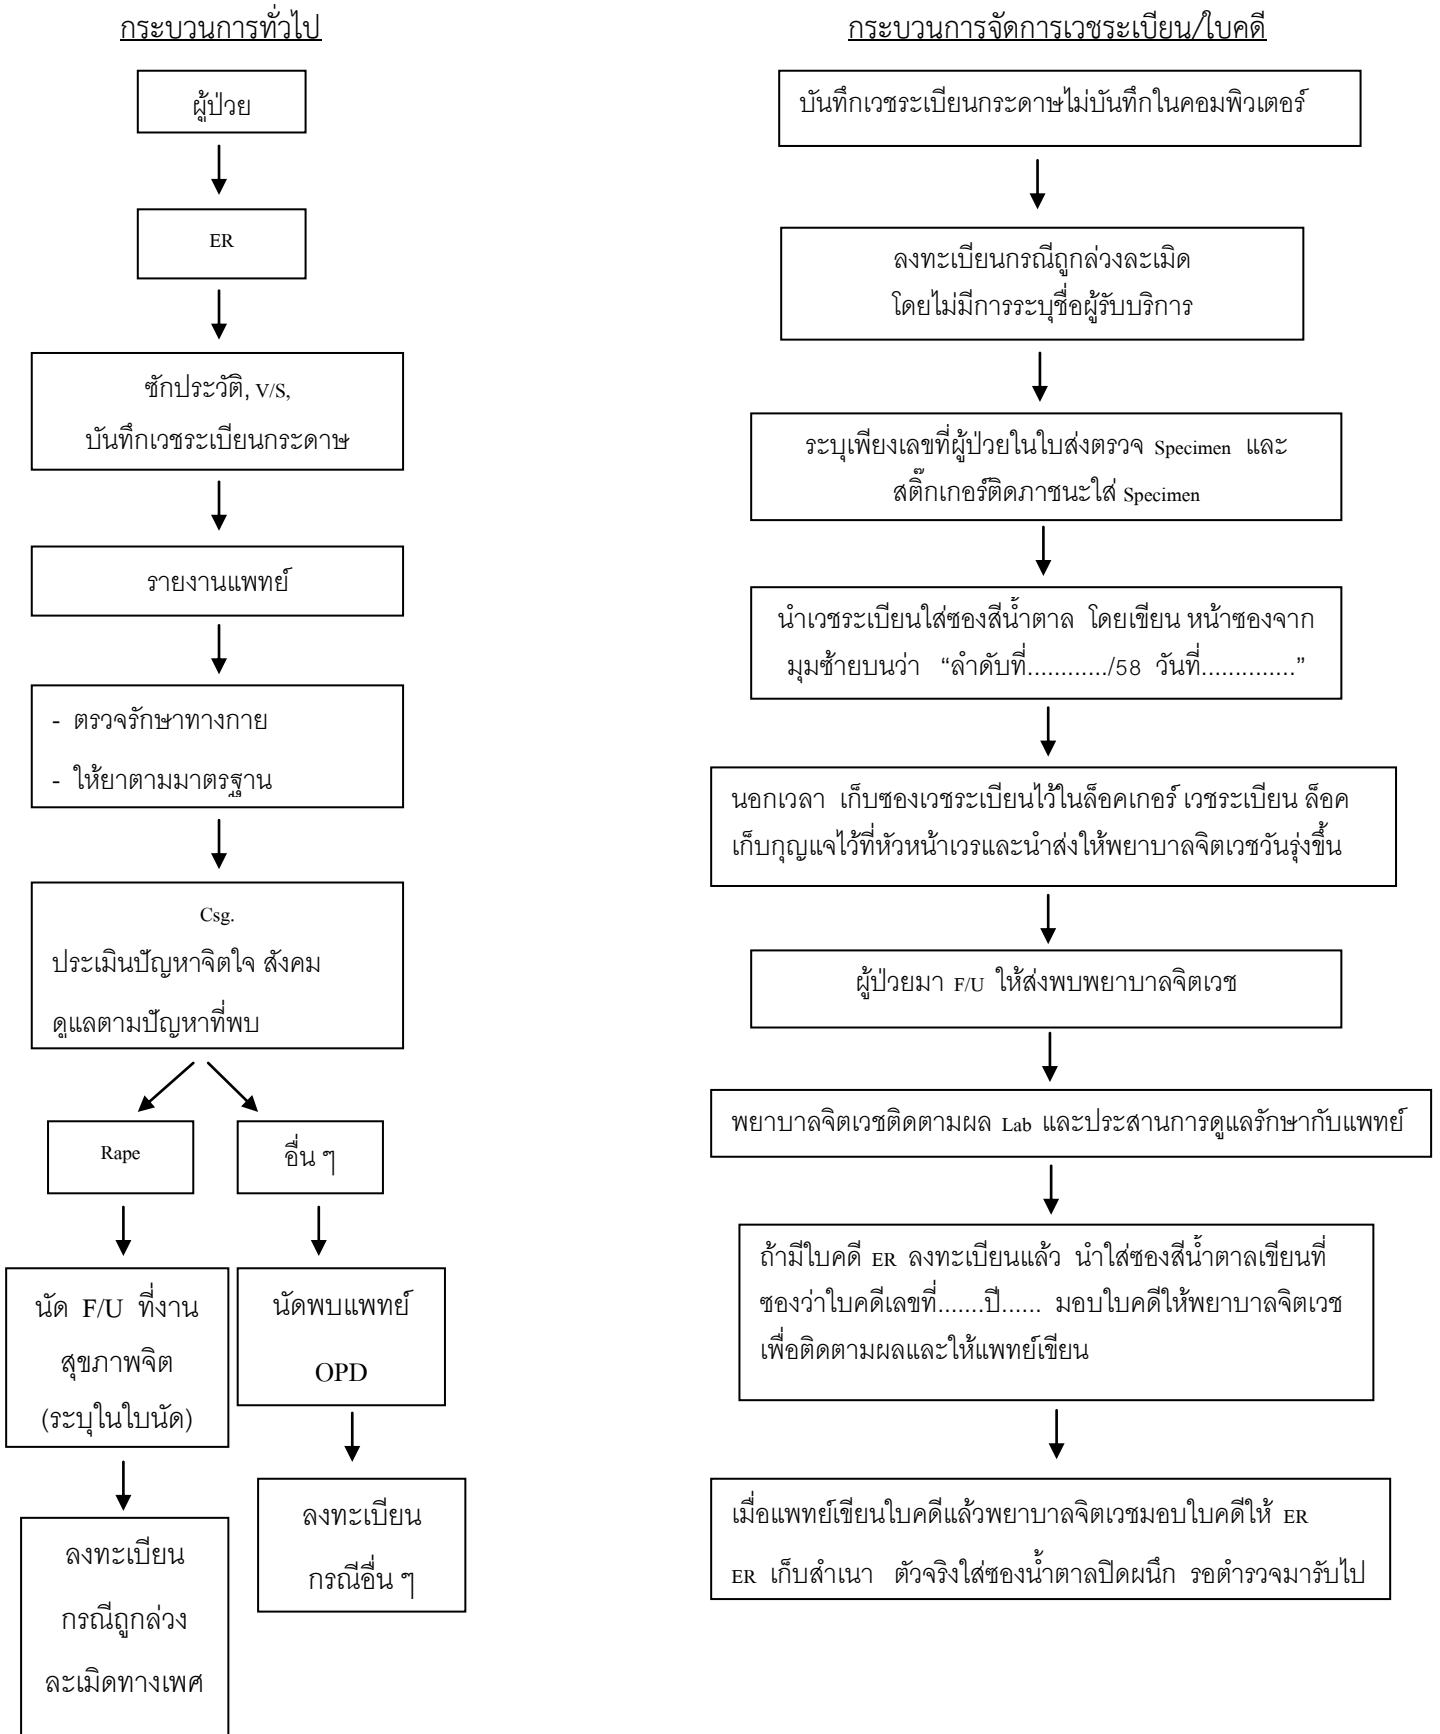 กระบวนการทั่วไป
ผู้ป่วย
ER
ซักประวัติ, V/S,
บันทึกเวชระเบียนกระดาษ
รายงานแพทย์
- ตรวจรักษาทางกาย
- ให้ยาตามมาตรฐาน
Csg.
ประเมินปัญหาจิตใจ สังคม
ดูแลตามปัญหาที่พบ
Rape
อื่น ๆ
นัด F/U ที่งาน
สุขภาพจิต
(ระบุในใบนัด)
นัดพบแพทย์
OPD
ลงทะเบียน
กรณีถูกล่วง
ละเมิดทางเพศ
ลงทะเบียน
กรณีอื่น ๆ
กระบวนการจัดการเวชระเบียน/ใบคดี
บันทึกเวชระเบียนกระดาษไม่บันทึกในคอมพิวเตอร์
ลงทะเบียนกรณีถูกล่วงละเมิด
โดยไม่มีการระบุชื่อผู้รับบริการ
ระบุเพียงเลขที่ผู้ป่วยในใบส่งตรวจ Specimen และ
สติ๊กเกอร์ติดภาชนะใส่ Specimen
นำเวชระเบียนใส่ซองสีน้ำตาล โดยเขียน หน้าซองจาก
มุมซ้ายบนว่า “ลำดับที่............/58 วันที่..............”
นอกเวลา เก็บซองเวชระเบียนไว้ในล็อคเกอร์ เวชระเบียน ล็อค
เก็บกุญแจไว้ที่หัวหน้าเวรและนำส่งให้พยาบาลจิตเวชวันรุ่งขึ้น
ผู้ป่วยมา F/U ให้ส่งพบพยาบาลจิตเวช
พยาบาลจิตเวชติดตามผล Lab และประสานการดูแลรักษากับแพทย์
ถ้ามีใบคดี ER ลงทะเบียนแล้ว นำใส่ซองสีน้ำตาลเขียนที่
ซองว่าใบคดีเลขที่.......ปี...... มอบใบคดีให้พยาบาลจิตเวช
เพื่อติดตามผลและให้แพทย์เขียน
เมื่อแพทย์เขียนใบคดีแล้วพยาบาลจิตเวชมอบใบคดีให้ ER
ER เก็บสำเนา ตัวจริงใส่ซองน้ำตาลปิดผนึก รอตำรวจมารับไป